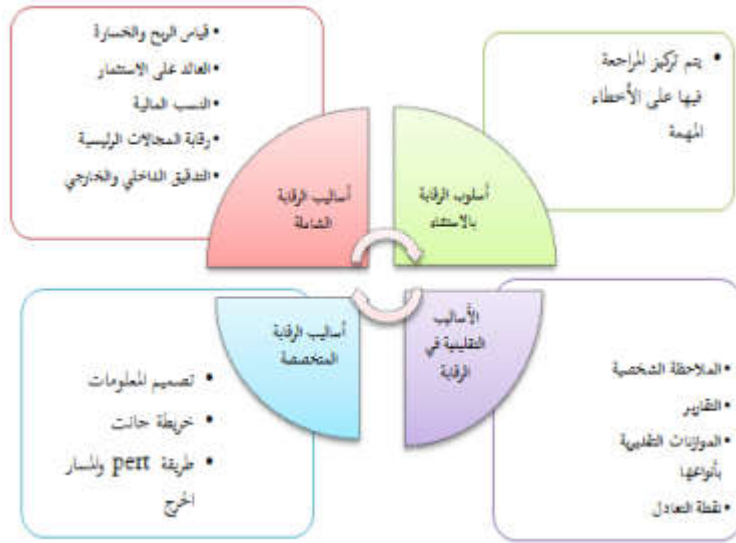 • يتم تركيز المراجعة
فيها على الأخطاء
المهمة
أسلوب الرقابة
بالاستثناء
• قياس الربح والخسارة
• العائد على الاستثمار
• النسب المالية
• رقابة المجالات الرئيسية
• التدقيق الداخلي والخارجي
أساليب الرقابة
الشاملة
الأساليب
التقليدية في
الرقابة
• الملاحظة الشخصية
• التقارير
• الموازنات التقديرية
بأنواعها
• نقطة التعادل
أساليب الرقابة
المتخصصة
• تصميم المعلومات
• خريطة جانت
• طريقة pert والمسار
الحرج